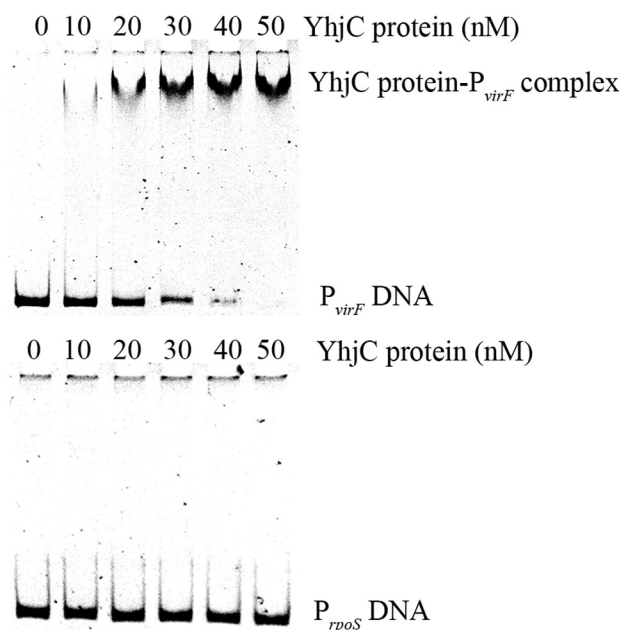 0 10 20 30 40 50 YhjC protein (nM)
YhjC protein-PvirF complex
PvirF DNA
0 10 20 30 40 50 YhjC protein (nM)
PrpoS DNA